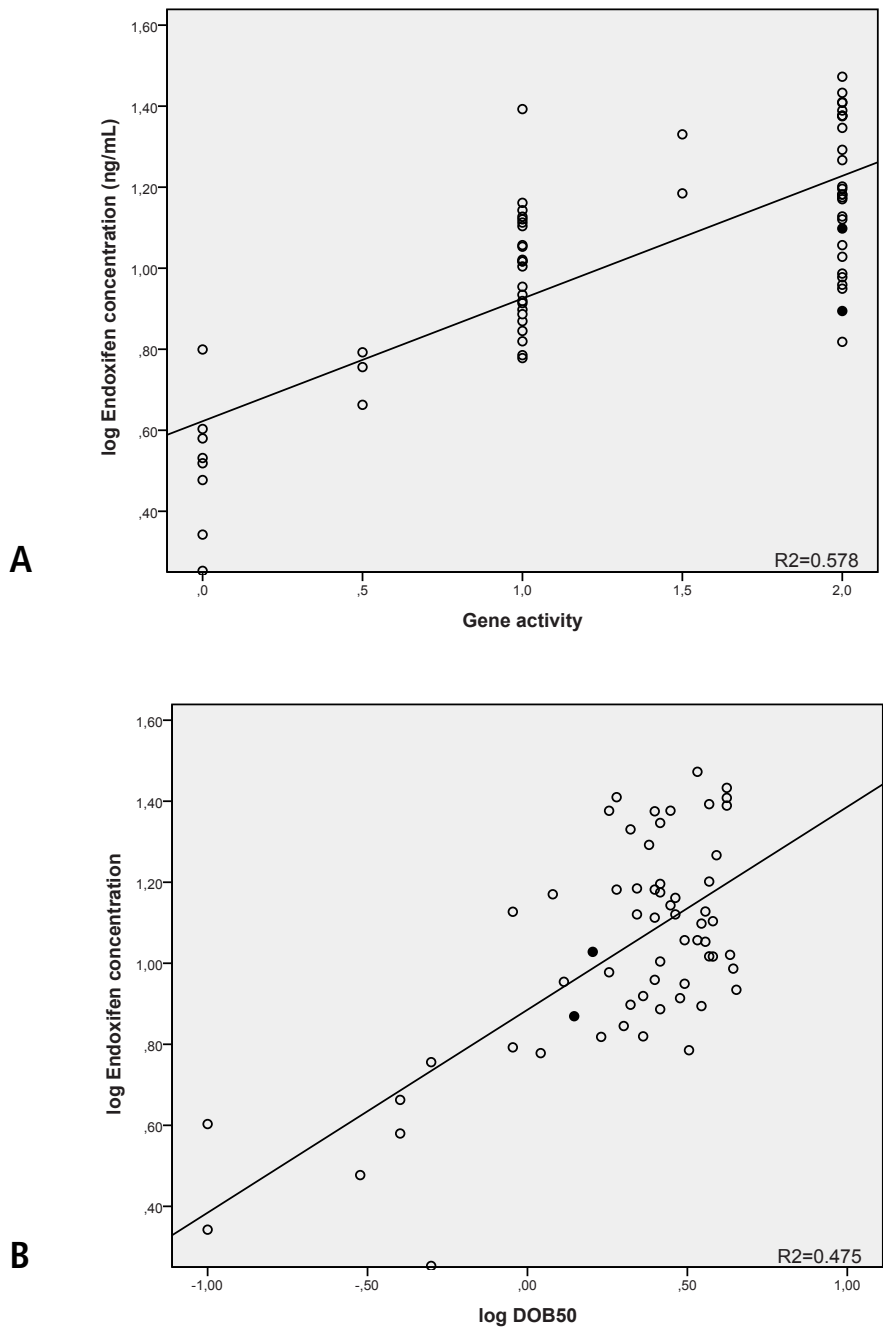 1,60
1,40
1,20
1,00
,80
,60
,40
log Endoxifen concentration (ng/mL)
A
R2=0.578
,0 ,5 1,0 1,5 2,0
Gene activity
1,60
1,40
1,20
1,00
,80
,60
,40
log Endoxifen concentration
B
R2=0.475
-1,00 -,50 ,00 ,50 1,00
log DOB50